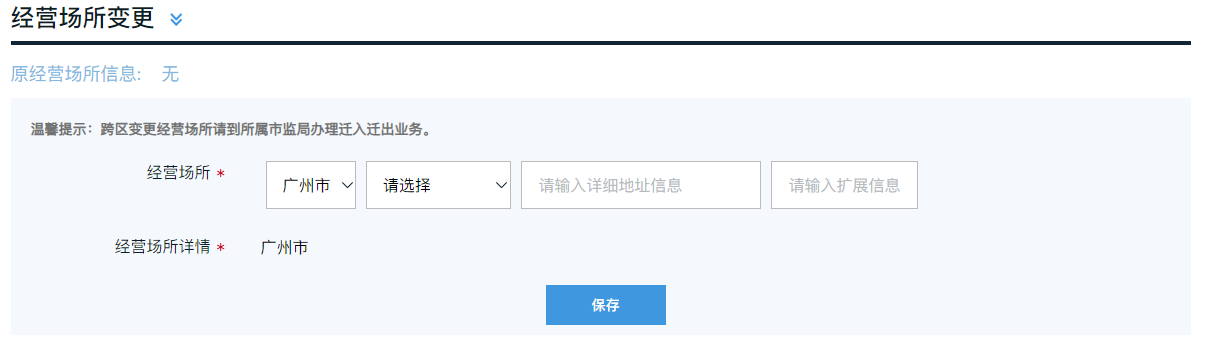 经营场所变更
原经营场所信息: 无
温馨提示：跨区变更经营场所请到所属市监局办理迁入迁出业务。
经营场所 * 广州市 请选择 请输入详细地址信息 请输入扩展信息
经营场所详情 * 广州市
保存